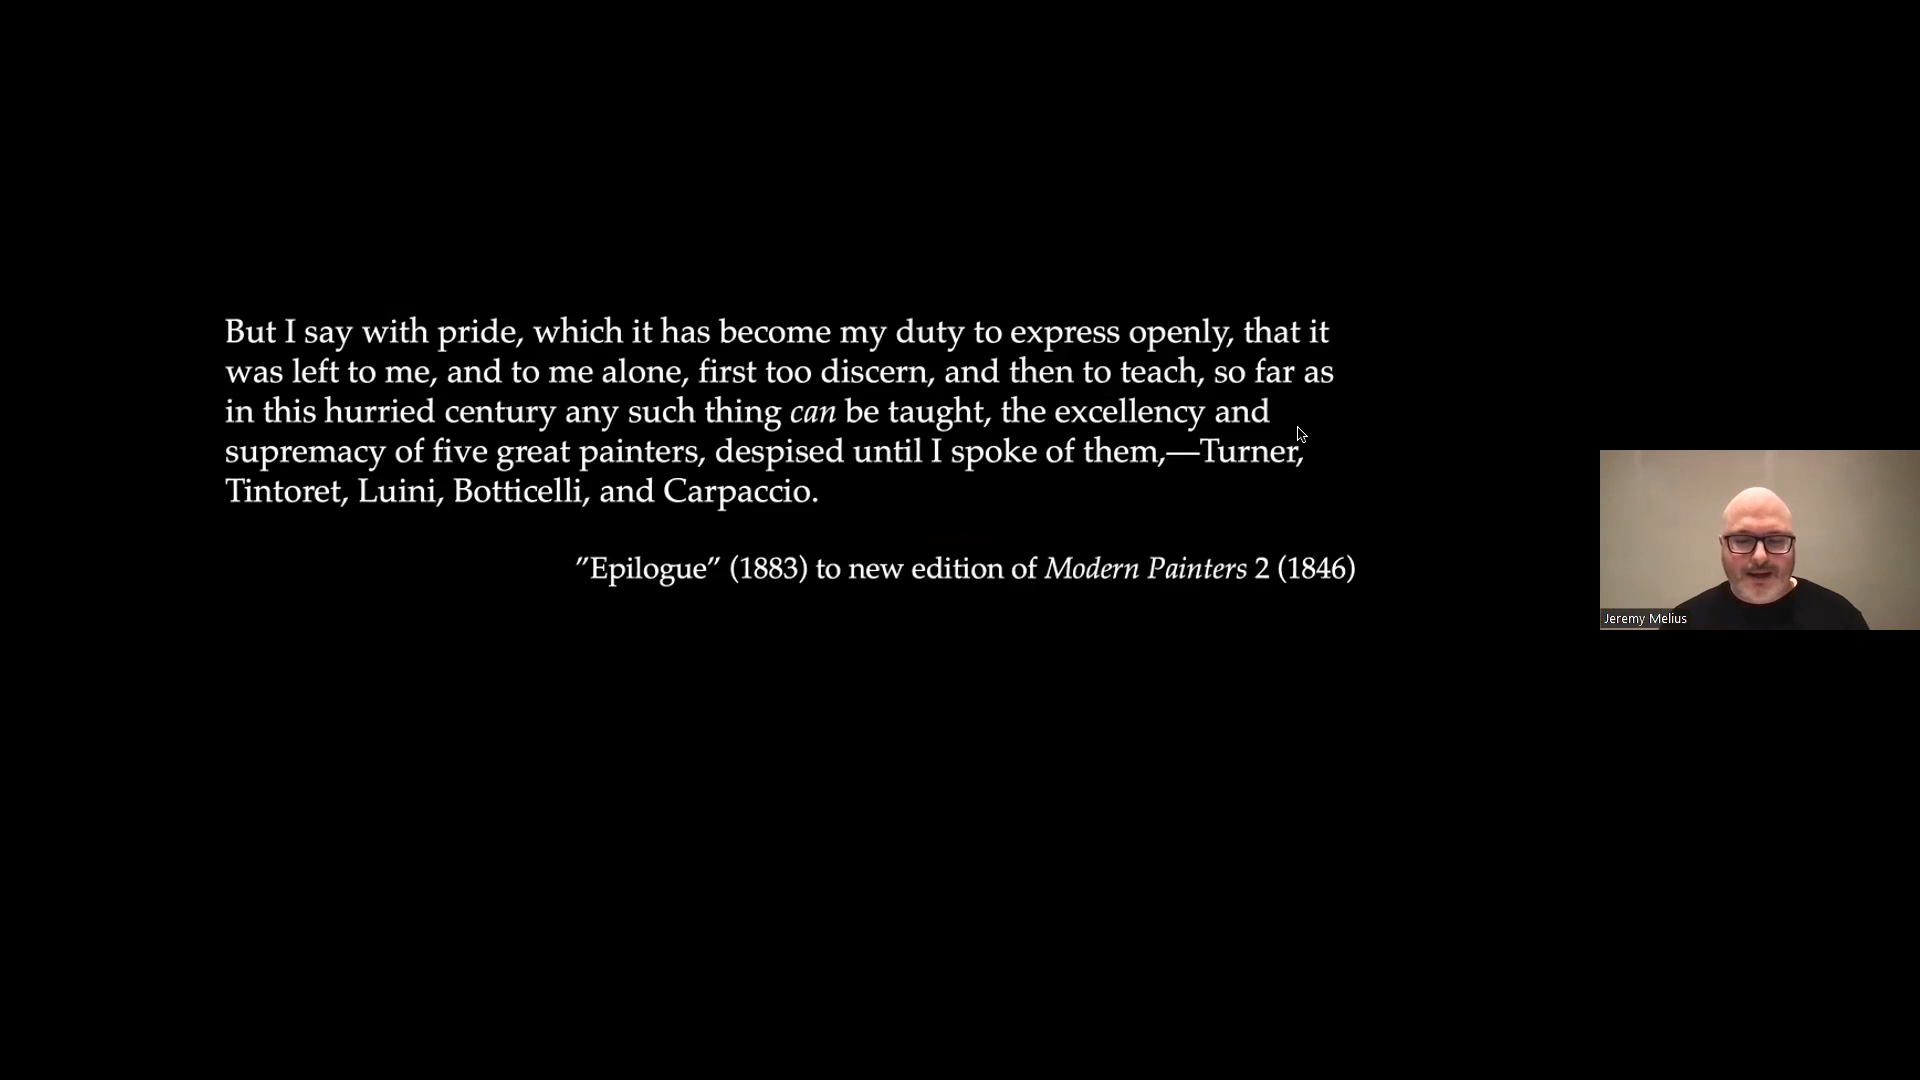 But I say with pride, which it has become my duty to express openly, that it
was left to me, and to me alone, first too discern, and then to teach, so far as
in this hurried century any such thing can be taught, the excellency and
supremacy of five great painters, despised until I spoke of them,—Turner,
Tintoret, Luini, Botticelli, and Carpaccio.
”Epilogue” (1883) to new edition of Modern Painters 2 (1846)
Jeremy Melius